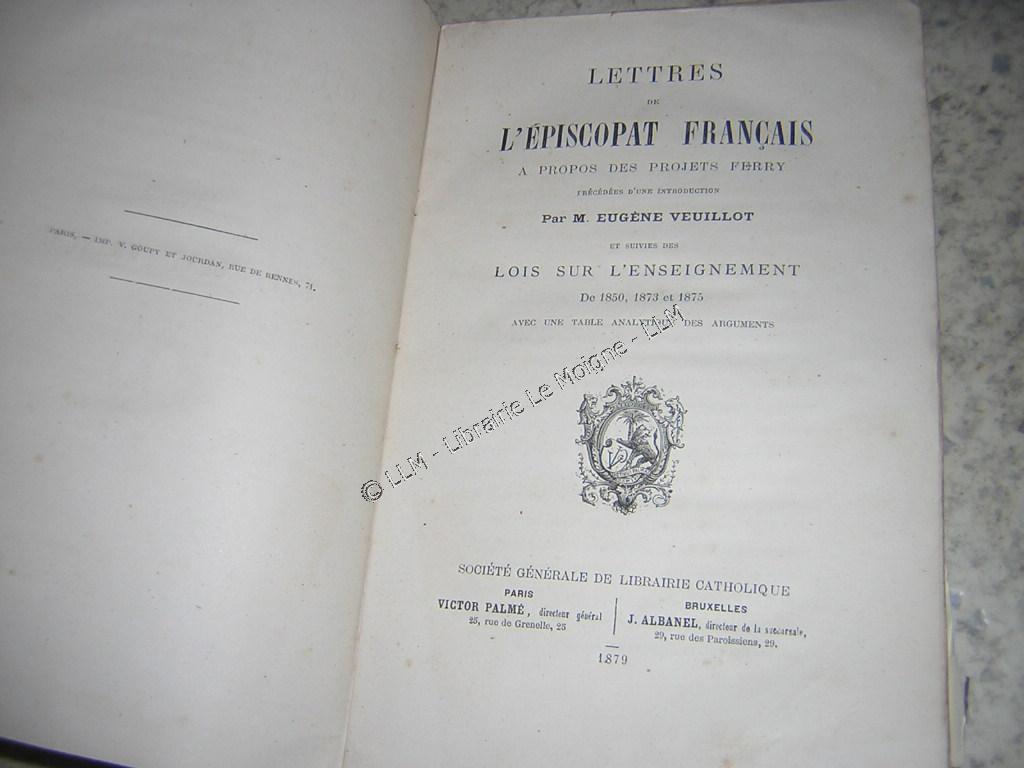 PARIS. — IMP. V. GOUPY ET JOURDAN, RUE DE RENNES, 71.
LETTRES
DE
L'ÉPISCOPAT FRANÇAIS
A PROPOS DES PROJETS FERRY
PRÉCÉDÉES D'UNE INTRODUCTION
Par M. EUGÈNE VEUILLOT
ET SUIVIES DES
LOIS SUR L'ENSEIGNEMENT
De 1850, 1873 et 1875
AVEC UNE TABLE ANALYTIQUE DES ARGUMENTS
© LLM - Librairie Le Moigne - LLM
SOCIÉTÉ GÉNÉRALE DE LIBRAIRIE CATHOLIQUE
PARIS
VICTOR PALMÉ, directeur général
25, rue de Grenelle, 25
BRUXELLES
J. ALBANEL, directeur de la succursale,
29, rue des Paroissiens, 29.
1879